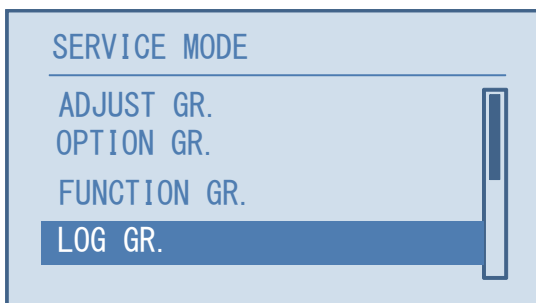 SERVICE MODE
ADJUST GR.
OPTION GR.
FUNCTION GR.
LOG GR.